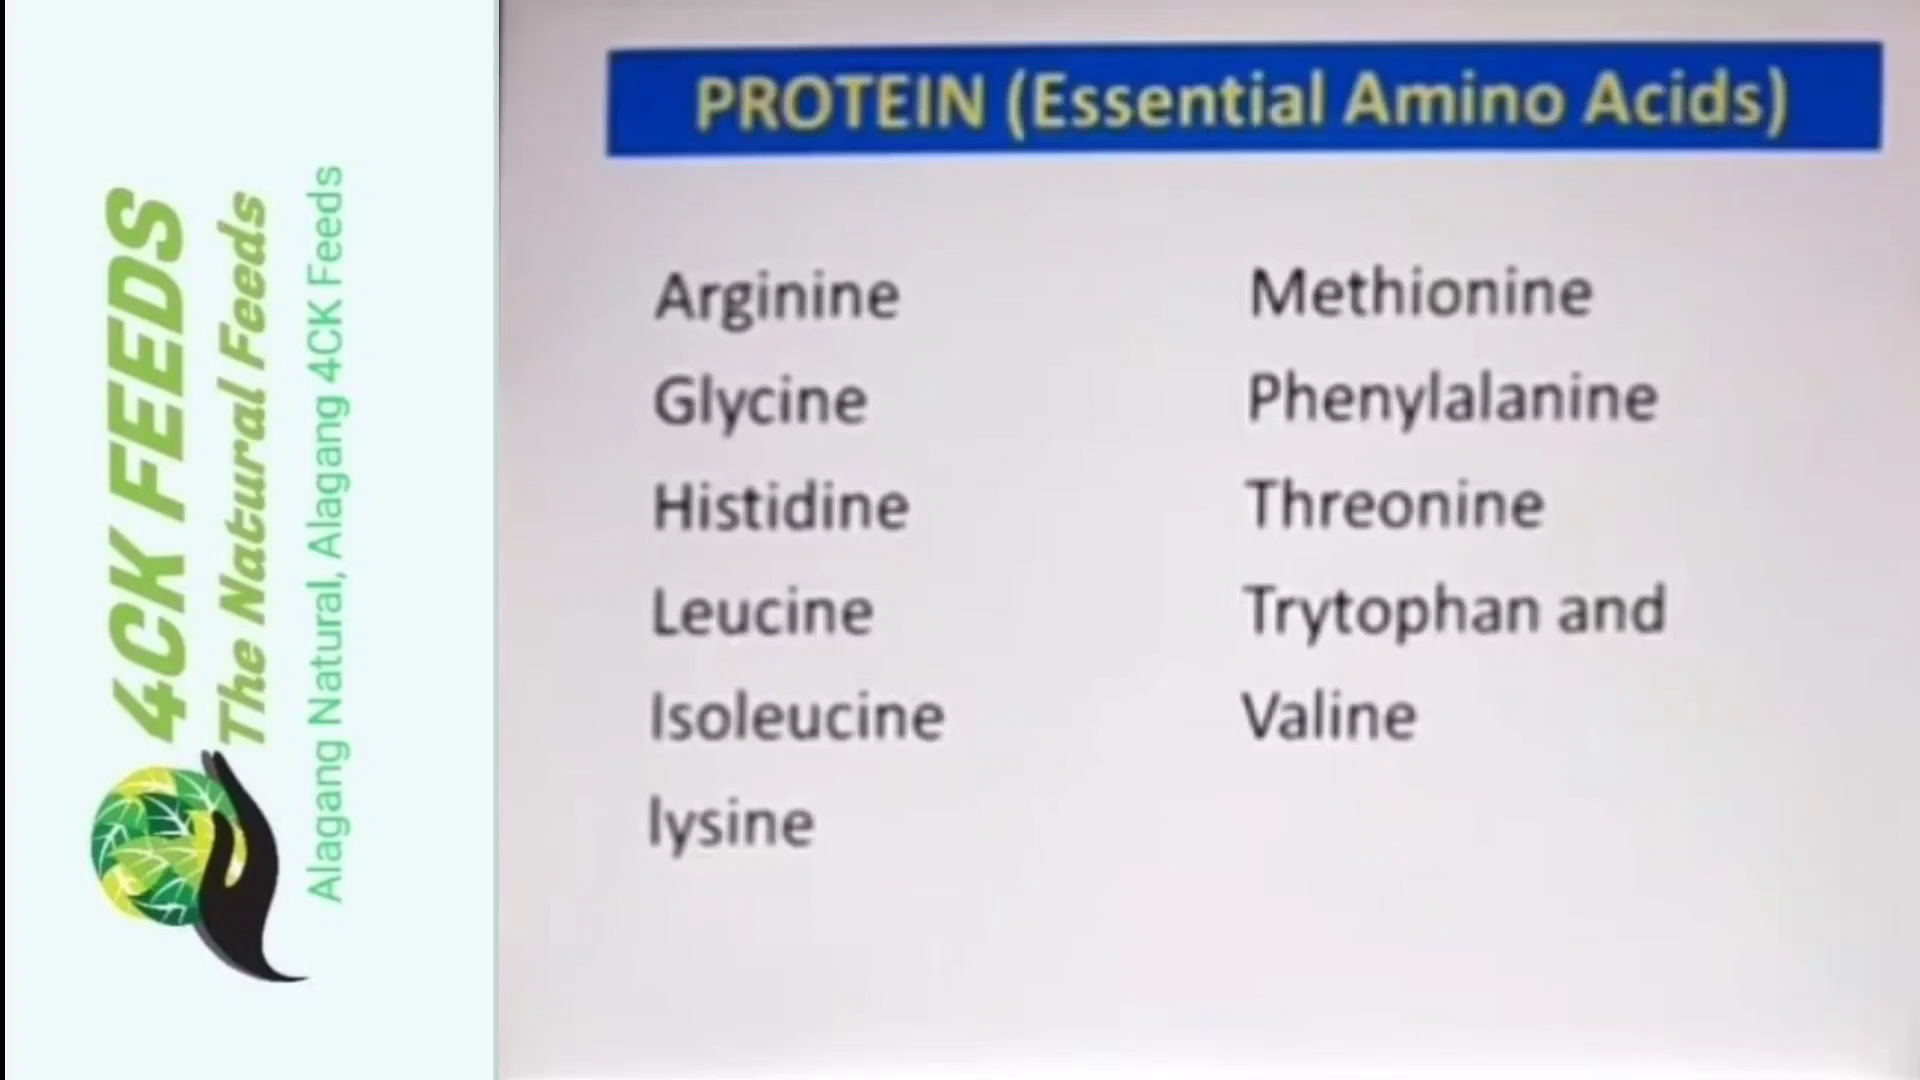 4CK FEEDS
The Natural Feeds
Alagang Natural, Alagang 4CK Feeds
PROTEIN (Essential Amino Acids)
Arginine
Glycine
Histidine
Leucine
Isoleucine
lysine
Methionine
Phenylalanine
Threonine
Trytophan and
Valine